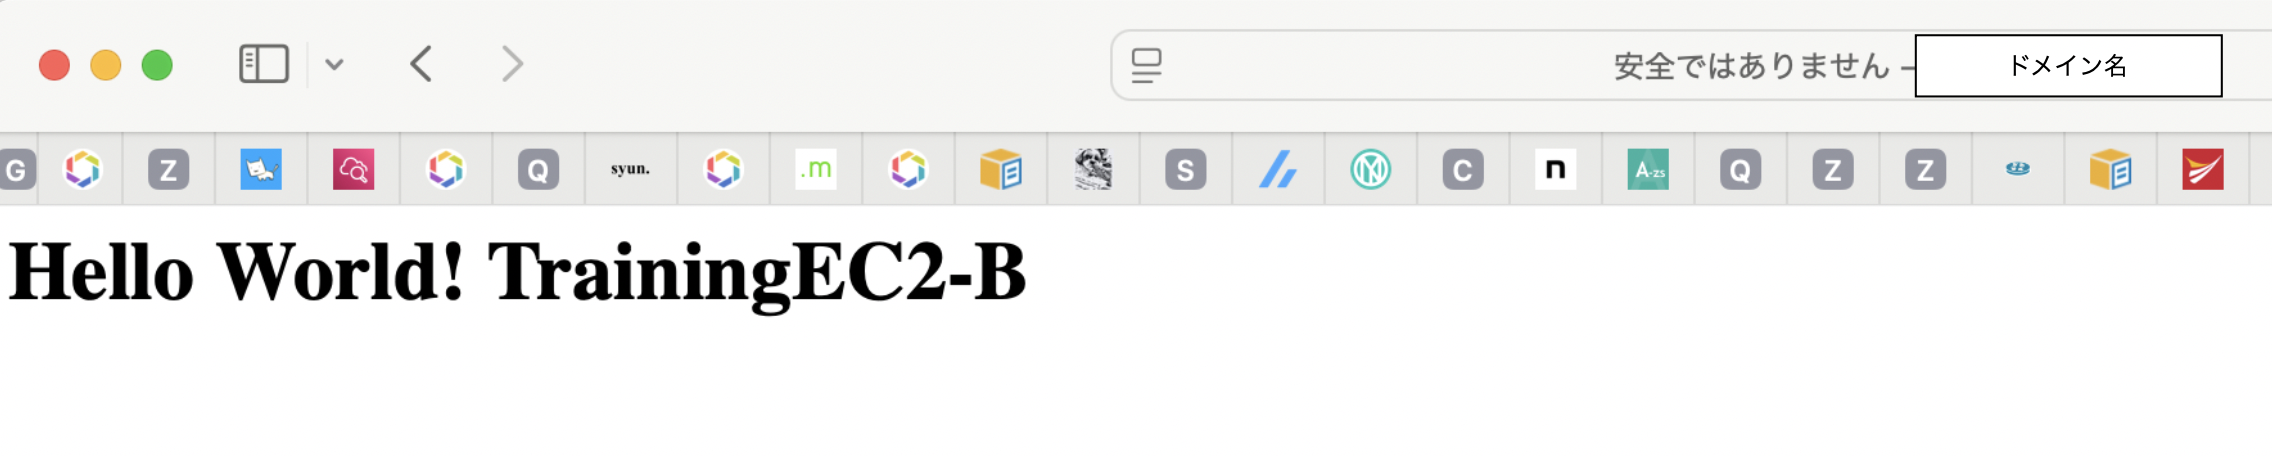 安全ではありません — ドメイン名
G Z Q syun. .m S C n A-zs Q Z Z
Hello World! TrainingEC2-B